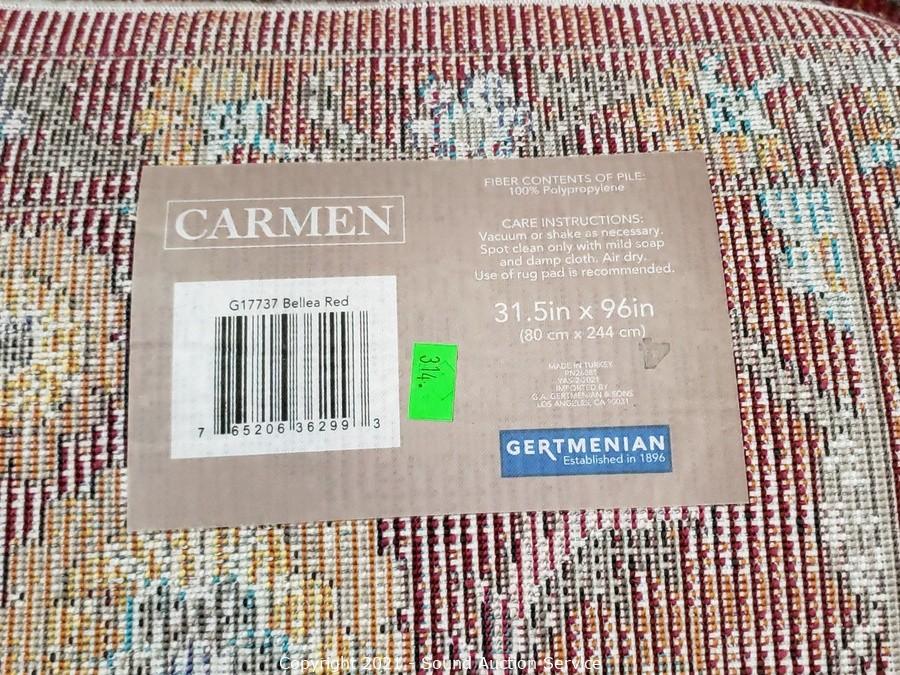 CARMEN
G17737 Bellea Red
7 65206 36299 3
314.
FIBER CONTENTS OF PILE:
100% Polypropylene
CARE INSTRUCTIONS:
Vacuum or shake as necessary.
Spot clean only with mild soap
and damp cloth. Air dry.
Use of rug pad is recommended.
31.5in x 96in
(80 cm x 244 cm)
MADE IN TURKEY
IMPORTED BY
G.A. GERTMENIAN & SONS
LOS ANGELES, CA 90031
GERTMENIAN
Established in 1896
Copyright 2021 - Sound Auction Service